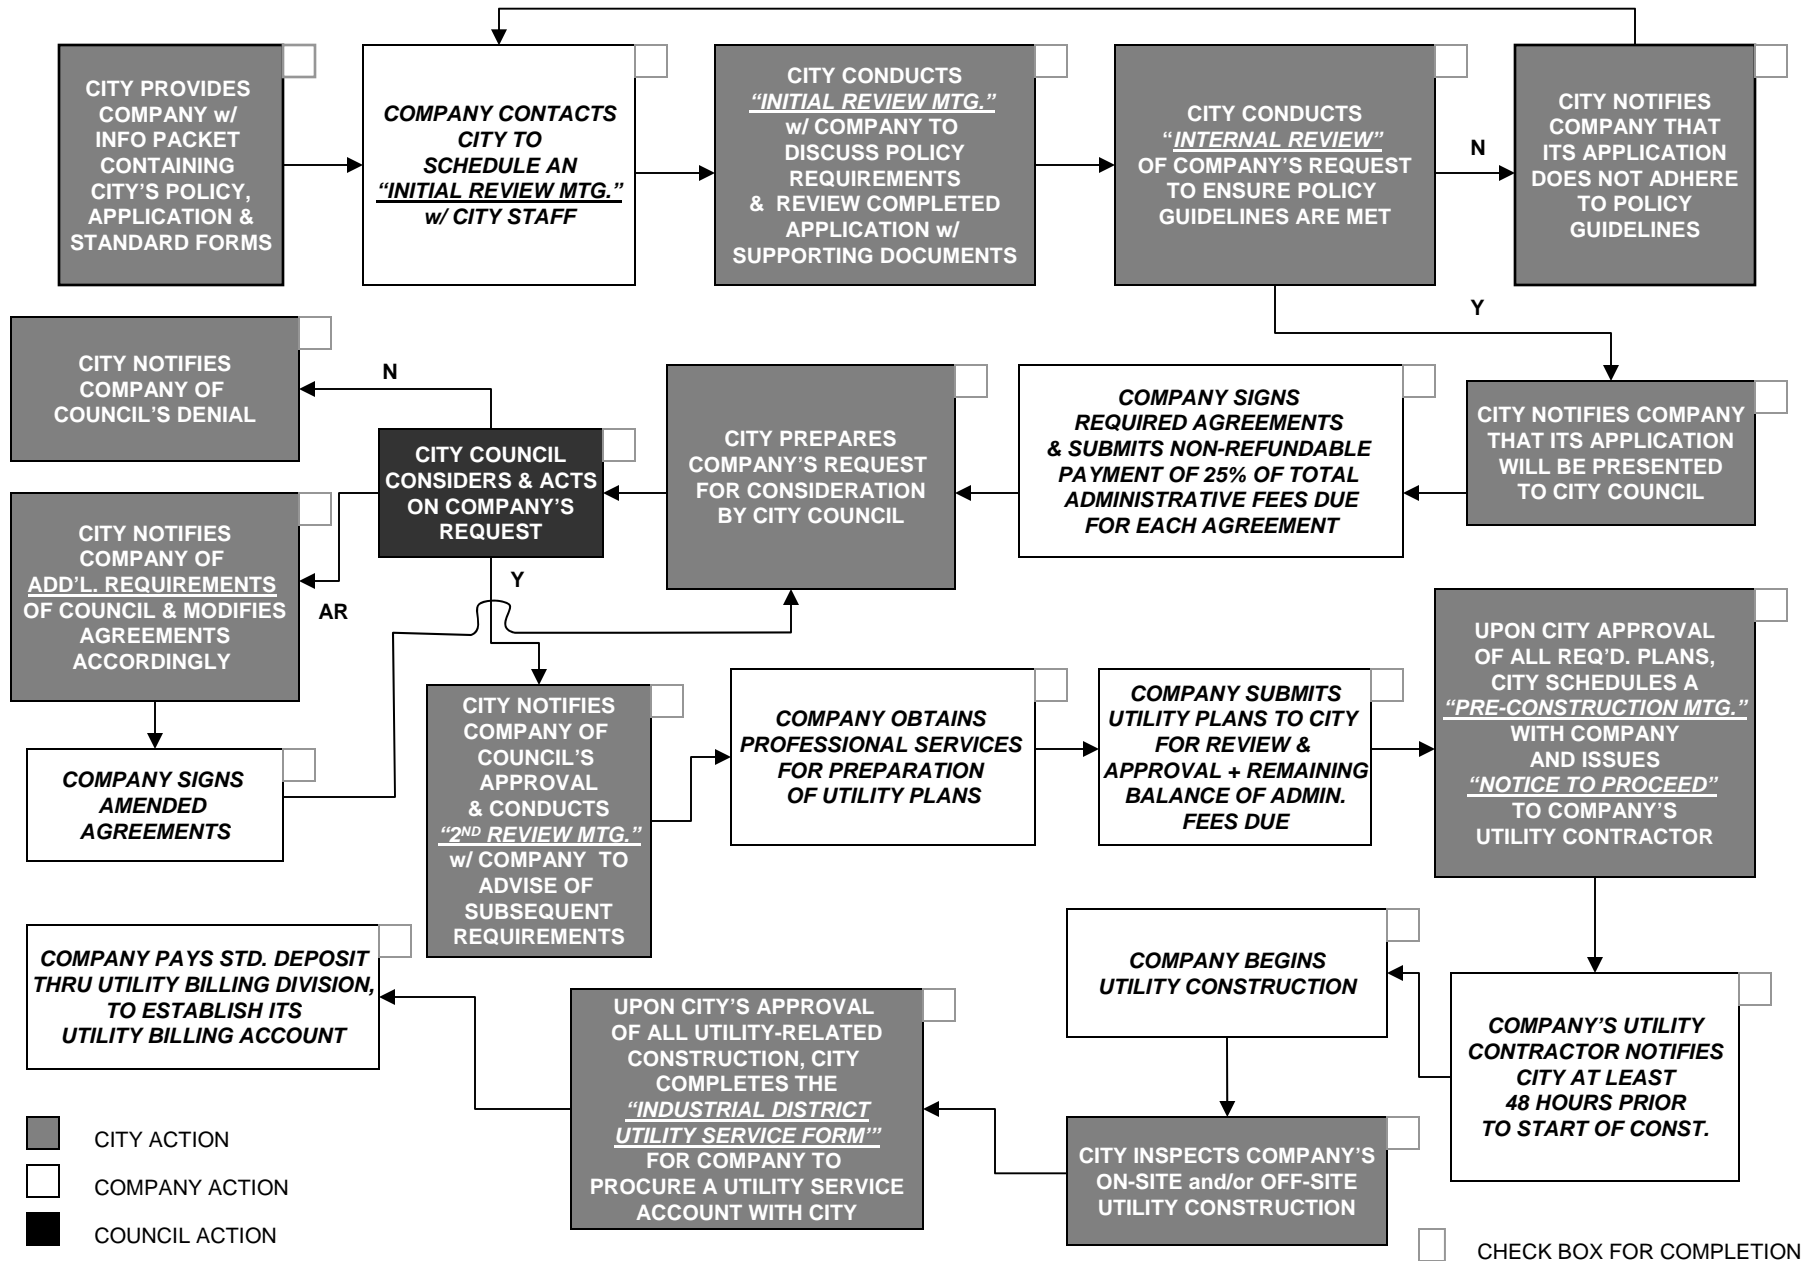 CITY PROVIDES
COMPANY w/
INFO PACKET
CONTAINING
CITY'S POLICY,
APPLICATION &
STANDARD FORMS
COMPANY CONTACTS
CITY TO
SCHEDULE AN
"INITIAL REVIEW MTG."
w/ CITY STAFF
CITY CONDUCTS
"INITIAL REVIEW MTG."
w/ COMPANY TO
DISCUSS POLICY
REQUIREMENTS
& REVIEW COMPLETED
APPLICATION w/
SUPPORTING DOCUMENTS
CITY CONDUCTS
"INTERNAL REVIEW"
OF COMPANY'S REQUEST
TO ENSURE POLICY
GUIDELINES ARE MET
N
CITY NOTIFIES
COMPANY THAT
ITS APPLICATION
DOES NOT ADHERE
TO POLICY
GUIDELINES
Y
CITY NOTIFIES COMPANY
THAT ITS APPLICATION
WILL BE PRESENTED
TO CITY COUNCIL
COMPANY SIGNS
REQUIRED AGREEMENTS
& SUBMITS NON-REFUNDABLE
PAYMENT OF 25% OF TOTAL
ADMINISTRATIVE FEES DUE
FOR EACH AGREEMENT
CITY PREPARES
COMPANY'S REQUEST
FOR CONSIDERATION
BY CITY COUNCIL
CITY COUNCIL
CONSIDERS & ACTS
ON COMPANY'S
REQUEST
N
CITY NOTIFIES
COMPANY OF
COUNCIL'S DENIAL
AR
CITY NOTIFIES
COMPANY OF
ADD'L. REQUIREMENTS
OF COUNCIL & MODIFIES
AGREEMENTS
ACCORDINGLY
COMPANY SIGNS
AMENDED
AGREEMENTS
Y
CITY NOTIFIES
COMPANY OF
COUNCIL'S
APPROVAL
& CONDUCTS
"2ND REVIEW MTG."
w/ COMPANY TO
ADVISE OF
SUBSEQUENT
REQUIREMENTS
COMPANY OBTAINS
PROFESSIONAL SERVICES
FOR PREPARATION
OF UTILITY PLANS
COMPANY SUBMITS
UTILITY PLANS TO CITY
FOR REVIEW &
APPROVAL + REMAINING
BALANCE OF ADMIN.
FEES DUE
UPON CITY APPROVAL
OF ALL REQ'D. PLANS,
CITY SCHEDULES A
"PRE-CONSTRUCTION MTG."
WITH COMPANY
AND ISSUES
"NOTICE TO PROCEED"
TO COMPANY'S
UTILITY CONTRACTOR
COMPANY'S UTILITY
CONTRACTOR NOTIFIES
CITY AT LEAST
48 HOURS PRIOR
TO START OF CONST.
COMPANY BEGINS
UTILITY CONSTRUCTION
CITY INSPECTS COMPANY'S
ON-SITE and/or OFF-SITE
UTILITY CONSTRUCTION
UPON CITY'S APPROVAL
OF ALL UTILITY-RELATED
CONSTRUCTION, CITY
COMPLETES THE
"INDUSTRIAL DISTRICT
UTILITY SERVICE FORM'"
FOR COMPANY TO
PROCURE A UTILITY SERVICE
ACCOUNT WITH CITY
COMPANY PAYS STD. DEPOSIT
THRU UTILITY BILLING DIVISION,
TO ESTABLISH ITS
UTILITY BILLING ACCOUNT
CITY ACTION
COMPANY ACTION
COUNCIL ACTION
CHECK BOX FOR COMPLETION